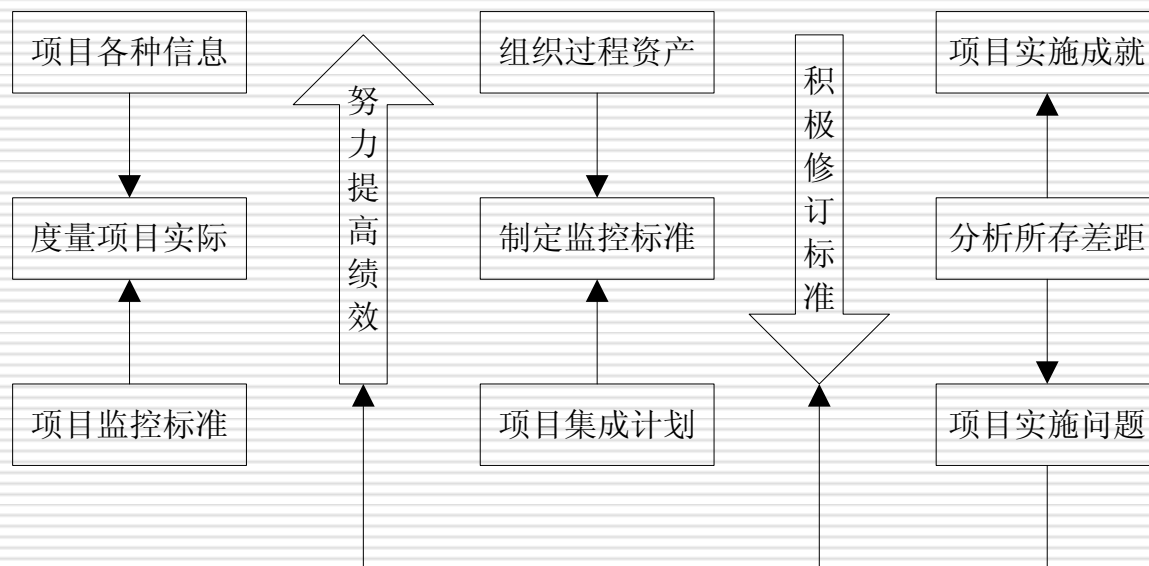 项目各种信息
组织过程资产
项目实施成就
努力提高绩效
积极修订标准
度量项目实际
制定监控标准
分析所存差距
项目监控标准
项目集成计划
项目实施问题